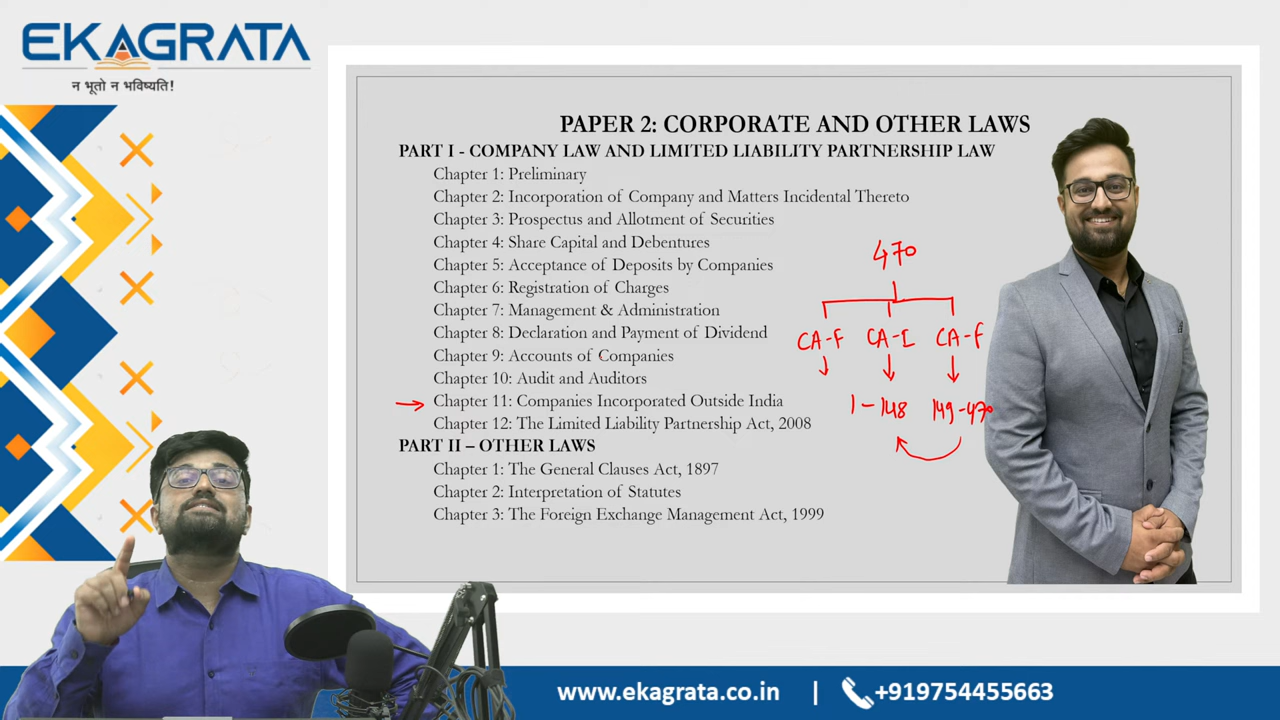 EKAGRATA
न भूतो न भविष्यति!
PAPER 2: CORPORATE AND OTHER LAWS
PART I - COMPANY LAW AND LIMITED LIABILITY PARTNERSHIP LAW
Chapter 1: Preliminary
Chapter 2: Incorporation of Company and Matters Incidental Thereto
Chapter 3: Prospectus and Allotment of Securities
Chapter 4: Share Capital and Debentures
Chapter 5: Acceptance of Deposits by Companies
Chapter 6: Registration of Charges
Chapter 7: Management & Administration
Chapter 8: Declaration and Payment of Dividend
Chapter 9: Accounts of Companies
Chapter 10: Audit and Auditors
Chapter 11: Companies Incorporated Outside India
Chapter 12: The Limited Liability Partnership Act, 2008
PART II – OTHER LAWS
Chapter 1: The General Clauses Act, 1897
Chapter 2: Interpretation of Statutes
Chapter 3: The Foreign Exchange Management Act, 1999
470
CA-F CA-I CA-F
1-148 149-470
www.ekagrata.co.in | +919754455663